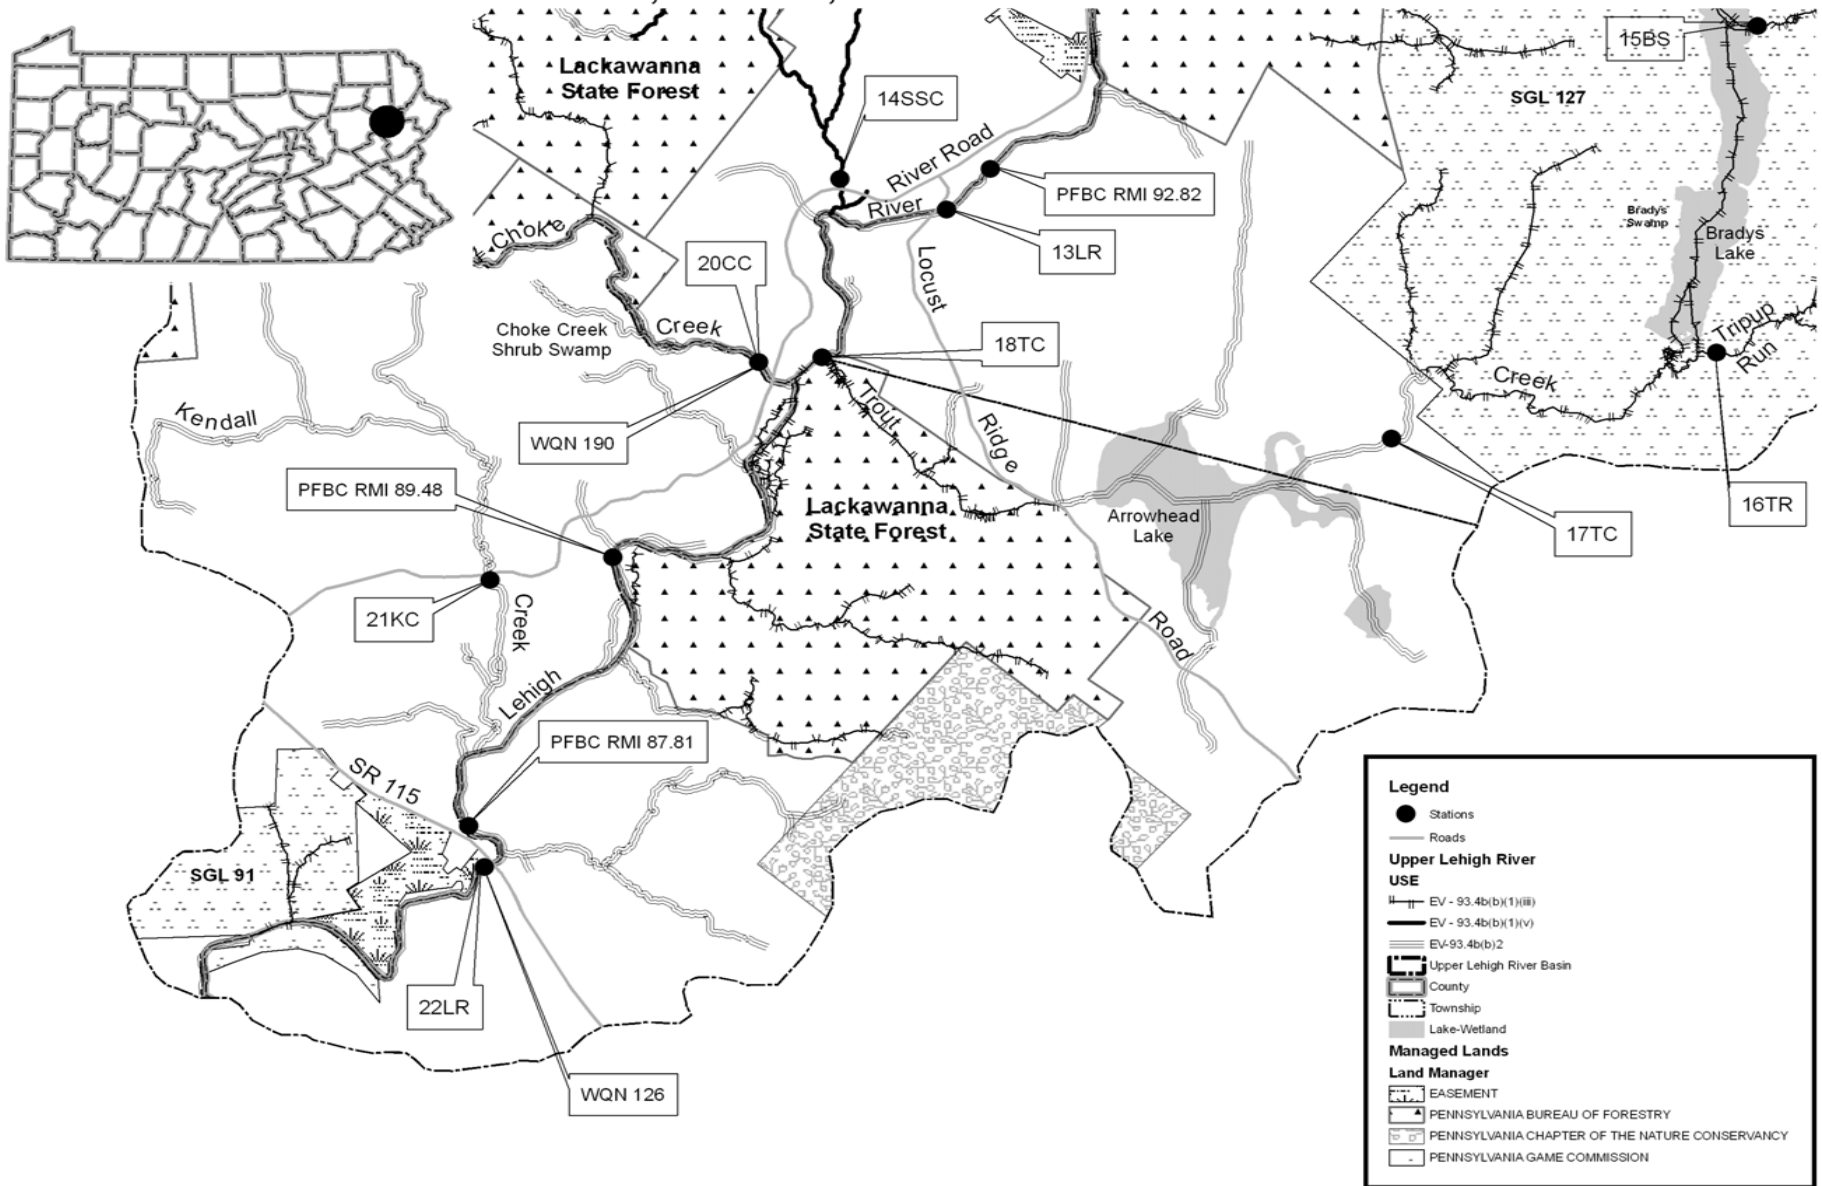 Lackawanna
State Forest
14SSC
15BS
SGL 127
River Road
River
PFBC RMI 92.82
13LR
Choke
20CC
Locust
Bradys
Swamp
Bradys
Lake
Choke Creek
Shrub Swamp
Creek
18TC
Tripup
Run
Creek
Kendall
Trout
WQN 190
Ridge
PFBC RMI 89.48
Lackawanna
State Forest
Arrowhead
Lake
17TC
16TR
21KC
Creek
Road
Lehigh
PFBC RMI 87.81
SR 115
SGL 91
22LR
WQN 126
Legend
Stations
Roads
Upper Lehigh River
USE
EV - 93.4b(b)(1)(iii)
EV - 93.4b(b)(1)(v)
EV-93.4b(b)2
Upper Lehigh River Basin
County
Township
Lake-Wetland
Managed Lands
Land Manager
EASEMENT
PENNSYLVANIA BUREAU OF FORESTRY
PENNSYLVANIA CHAPTER OF THE NATURE CONSERVANCY
PENNSYLVANIA GAME COMMISSION